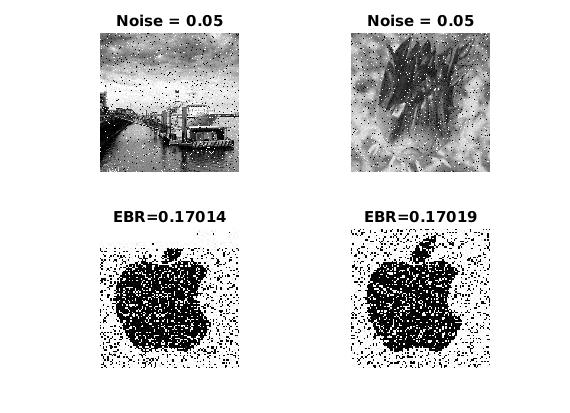 Noise = 0.05
Noise = 0.05
EBR=0.17014
EBR=0.17019